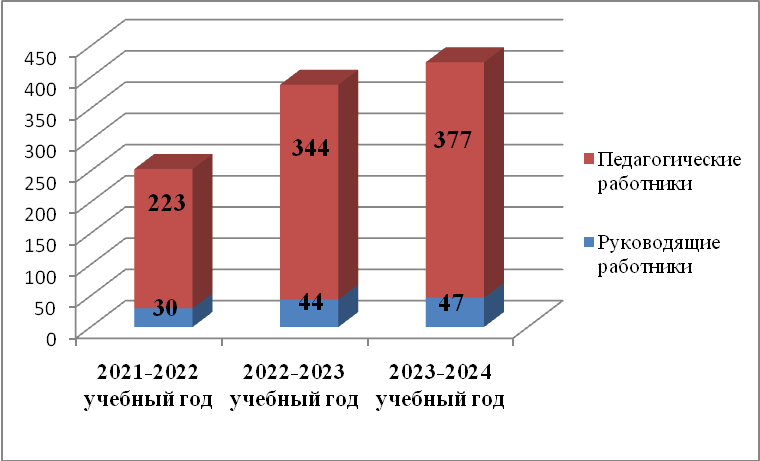 450
400
350
300
250
200
150
100
50
0
223
30
344
44
377
47
2021-2022
учебный год
2022-2023
учебный год
2023-2024
учебный год
Педагогические
работники
Руководящие
работники